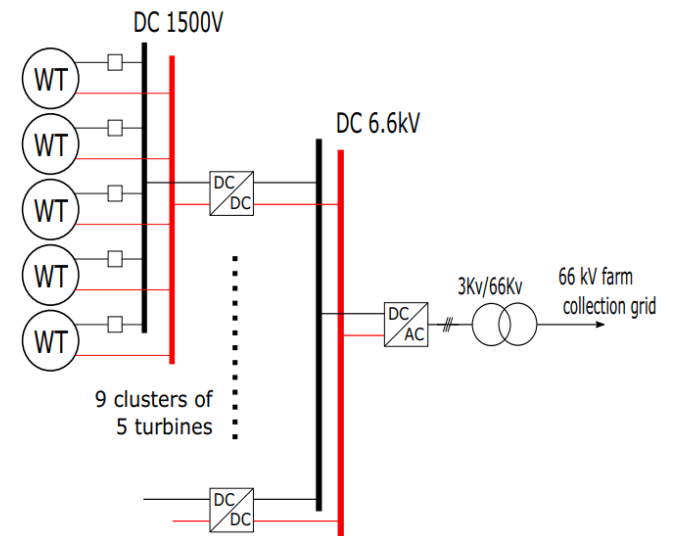 DC 1500V
WT
WT
WT
WT
WT
DC
DC
DC 6.6kV
9 clusters of
5 turbines
DC
AC
3Kv/66Kv
66 kV farm
collection grid
DC
DC